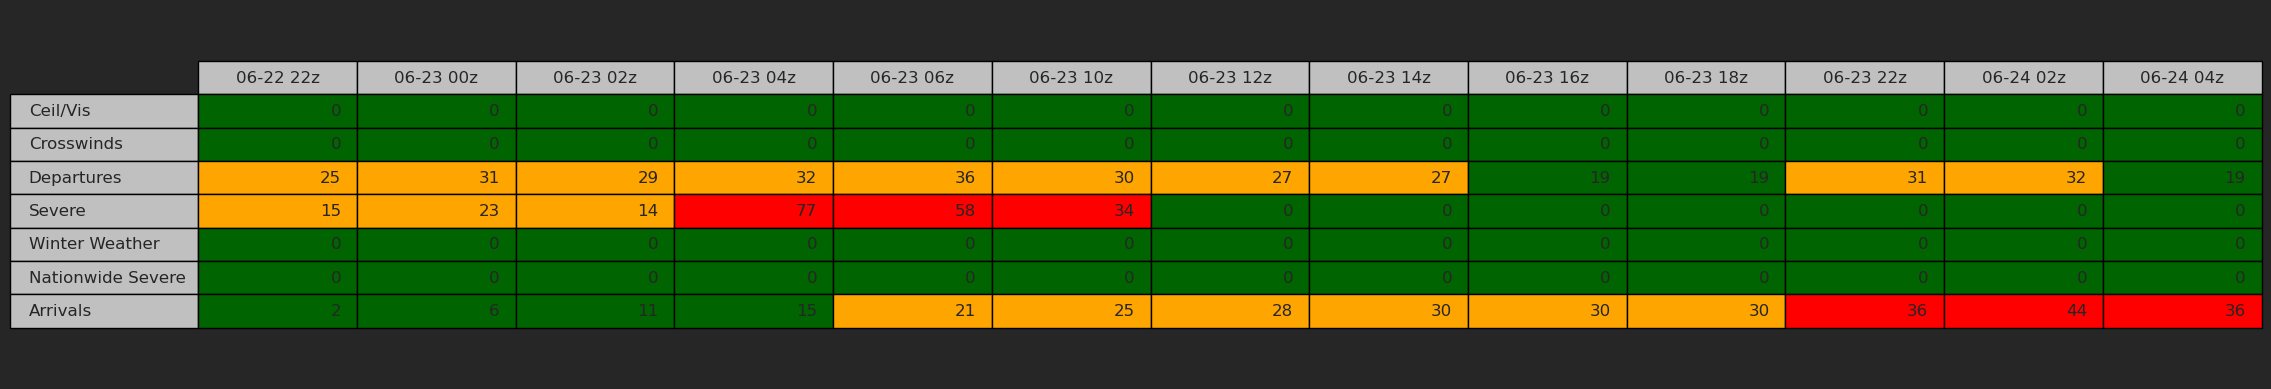 06-22 22z 06-23 00z 06-23 02z 06-23 04z 06-23 06z 06-23 10z 06-23 12z 06-23 14z 06-23 16z 06-23 18z 06-23 22z 06-24 02z 06-24 04z
Ceil/Vis 0 0 0 0 0 0 0 0 0 0 0 0 0
Crosswinds 0 0 0 0 0 0 0 0 0 0 0 0 0
Departures 25 31 29 32 36 30 27 27 19 19 31 32 19
Severe 15 23 14 77 58 34 0 0 0 0 0 0 0
Winter Weather 0 0 0 0 0 0 0 0 0 0 0 0 0
Nationwide Severe 0 0 0 0 0 0 0 0 0 0 0 0 0
Arrivals 2 6 11 15 21 25 28 30 30 30 36 44 36